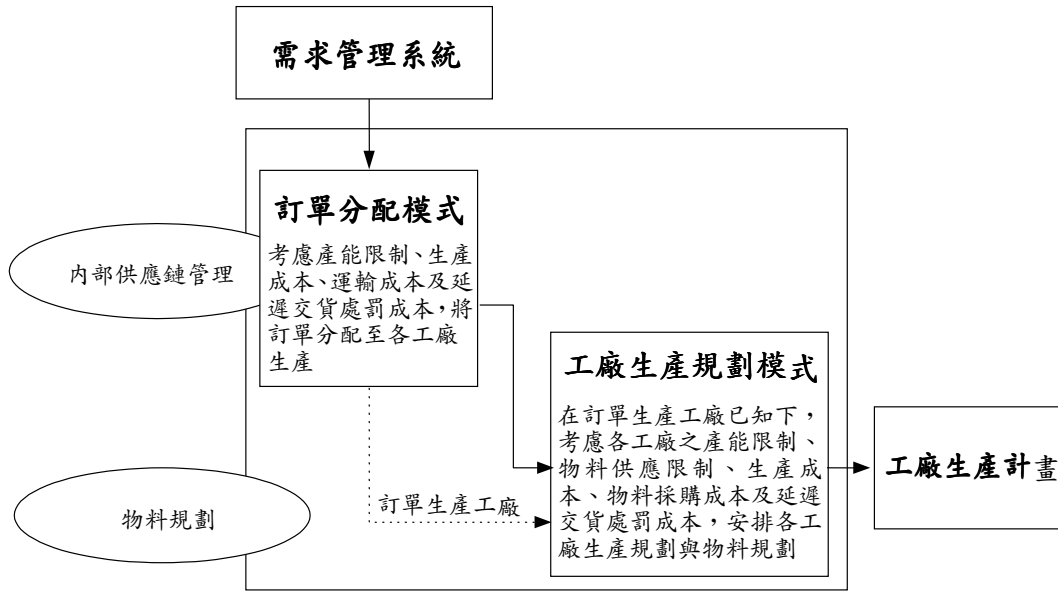 需求管理系統
訂單分配模式
考慮產能限制、生產
成本、運輸成本及延
遲交貨處罰成本，將
訂單分配至各工廠
生產
內部供應鏈管理
工廠生產規劃模式
在訂單生產工廠已知下，
考慮各工廠之產能限制、
物料供應限制、生產成
本、物料採購成本及延遲
交貨處罰成本，安排各工
廠生產規劃與物料規劃
工廠生產計畫
訂單生產工廠
物料規劃